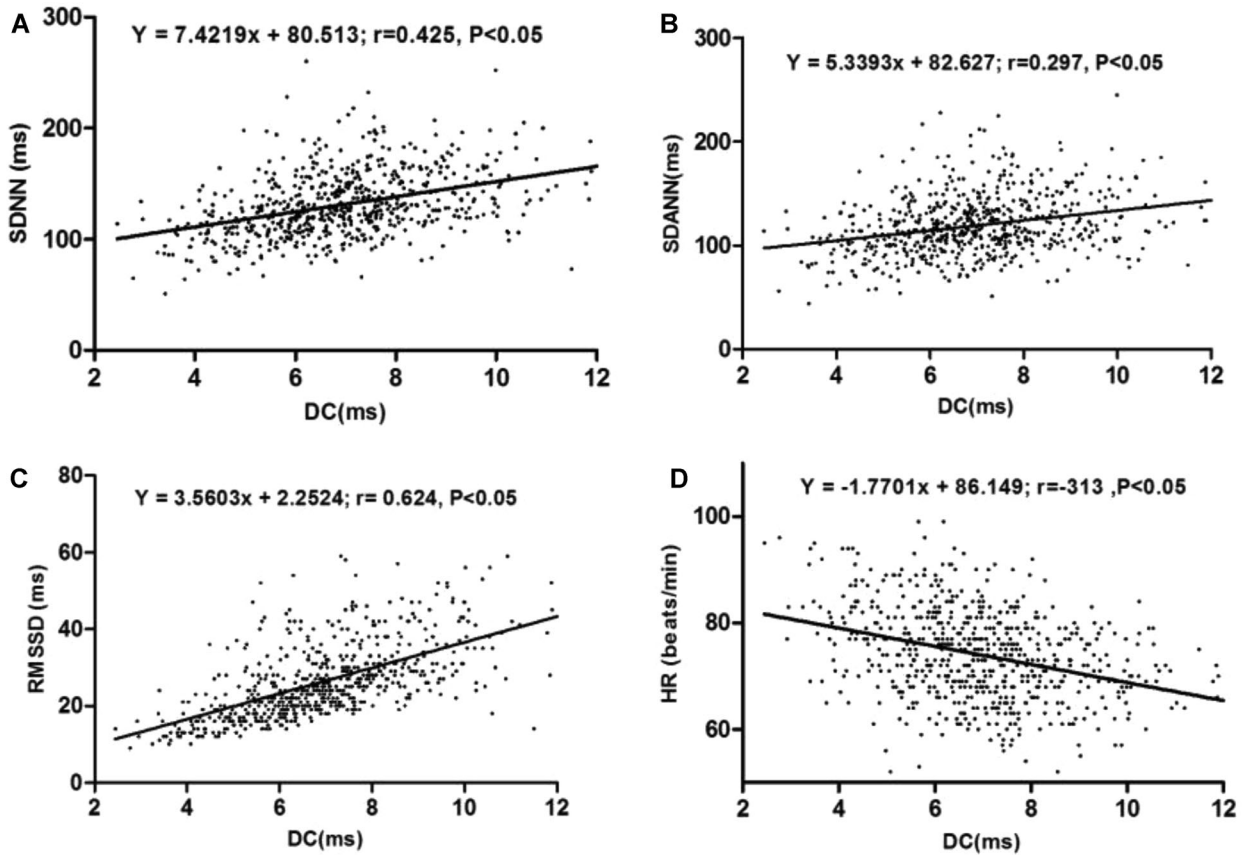 A
Y = 7.4219x + 80.513; r=0.425, P<0.05
300
200
100
0
SDNN (ms)
2 4 6 8 10 12
DC(ms)
B
Y = 5.3393x + 82.627; r=0.297, P<0.05
300
200
100
0
SDANN(ms)
2 4 6 8 10 12
DC(ms)
C
Y = 3.5603x + 2.2524; r= 0.624, P<0.05
80
60
40
20
0
RMSSD (ms)
2 4 6 8 10 12
DC(ms)
D
Y = -1.7701x + 86.149; r=-313 ,P<0.05
100
80
60
HR (beats/min)
2 4 6 8 10 12
DC(ms)